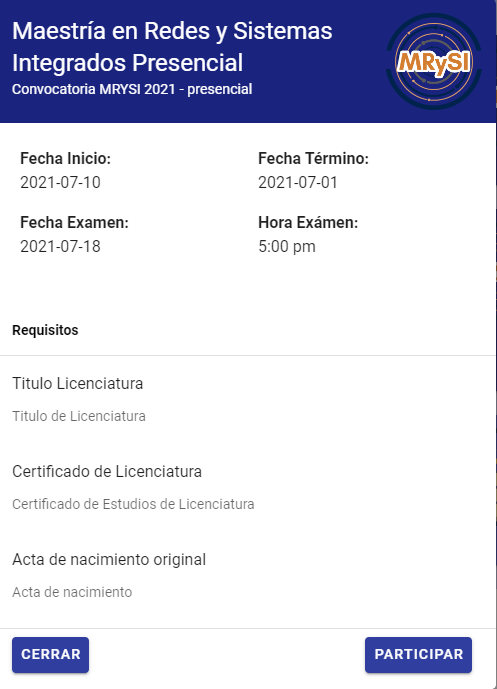 Maestría en Redes y Sistemas
Integrados Presencial
Convocatoria MRYSI 2021 - presencial
MRySI
Fecha Inicio:
2021-07-10
Fecha Término:
2021-07-01
Fecha Examen:
2021-07-18
Hora Exámen:
5:00 pm
Requisitos
Titulo Licenciatura
Titulo de Licenciatura
Certificado de Licenciatura
Certificado de Estudios de Licenciatura
Acta de nacimiento original
Acta de nacimiento
CERRAR
PARTICIPAR